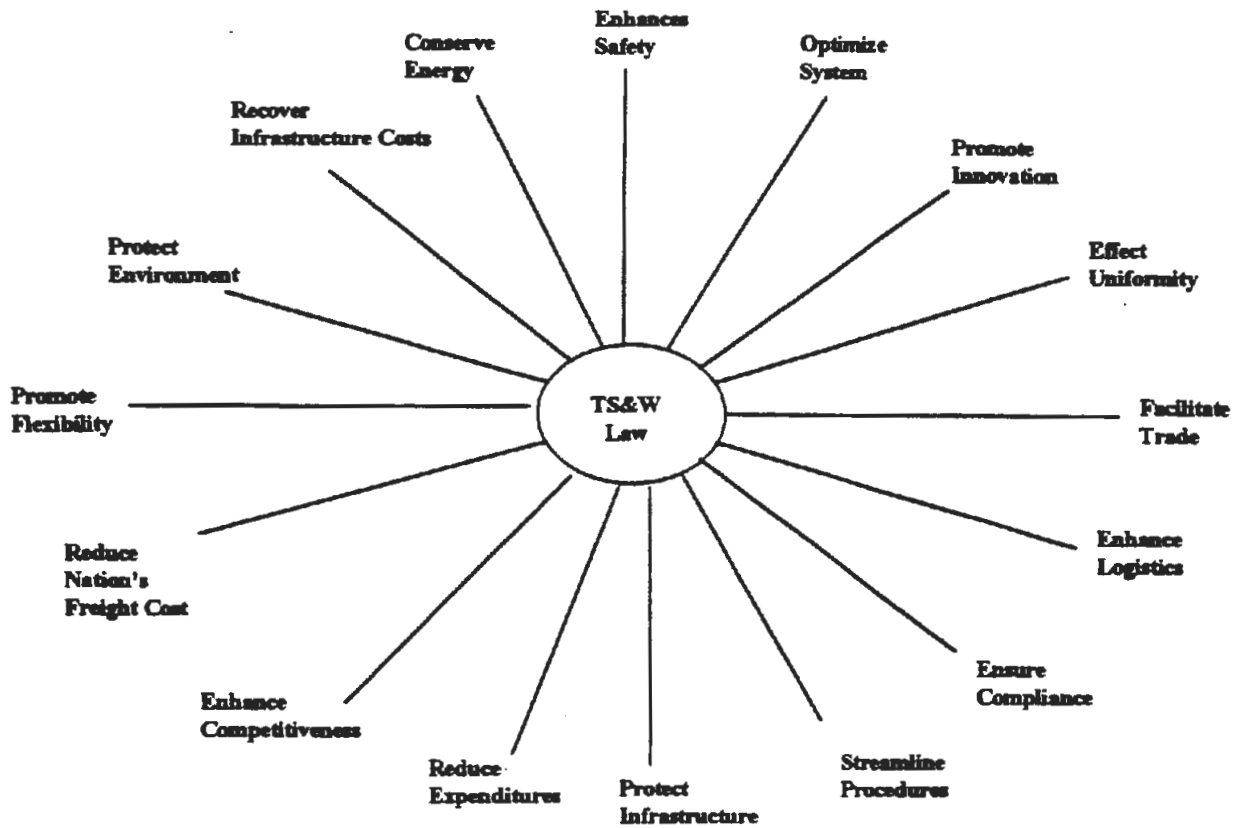 Enhances
Safety
Optimize
System
Promote
Innovation
Effect
Uniformity
Facilitate
Trade
Enhance
Logistics
Ensure
Compliance
Streamline
Procedures
Protect
Infrastructure
Reduce
Expenditures
Enhance
Competitiveness
Reduce
Nation's
Freight Cost
Promote
Flexibility
Protect
Environment
Recover
Infrastructure Costs
Conserve
Energy
TS&W
Law